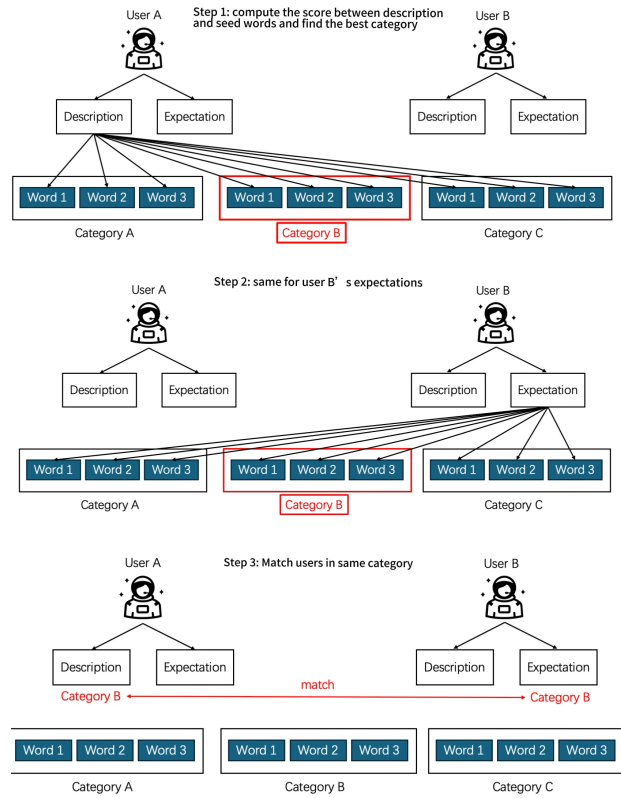 User A
Step 1: compute the score between description
and seed words and find the best category
User B
Description
Expectation
Description
Expectation
Word 1 Word 2 Word 3
Word 1 Word 2 Word 3
Word 1 Word 2 Word 3
Category A
Category B
Category C
Step 2: same for user B' s expectations
User A
User B
Description
Expectation
Description
Expectation
Word 1 Word 2 Word 3
Word 1 Word 2 Word 3
Word 1 Word 2 Word 3
Category A
Category B
Category C
User A
Step 3: Match users in same category
User B
Description
Expectation
Description
Expectation
Category B
match
Category B
Word 1 Word 2 Word 3
Word 1 Word 2 Word 3
Word 1 Word 2 Word 3
Category A
Category B
Category C